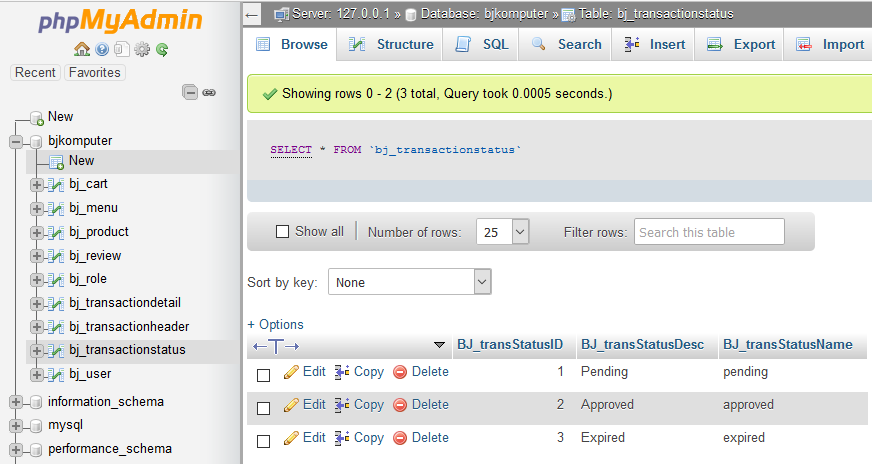 phpMyAdmin
Recent Favorites
New
bjkomputer
New
bj_cart
bj_menu
bj_product
bj_review
bj_role
bj_transactiondetail
bj_transactionheader
bj_transactionstatus
bj_user
information_schema
mysql
performance_schema
Server: 127.0.0.1 » Database: bjkomputer » Table: bj_transactionstatus
Browse Structure SQL Search Insert Export Import
Showing rows 0 - 2 (3 total, Query took 0.0005 seconds.)
SELECT * FROM `bj_transactionstatus`
Show all Number of rows: 25 Filter rows: Search this table
Sort by key: None
+ Options
←T→ BJ_transStatusID BJ_transStatusDesc BJ_transStatusName
Edit Copy Delete 1 Pending pending
Edit Copy Delete 2 Approved approved
Edit Copy Delete 3 Expired expired